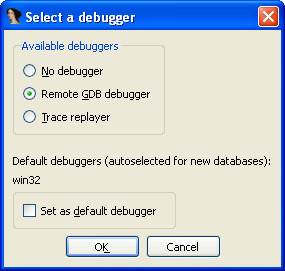 Select a debugger
Available debuggers
No debugger
Remote GDB debugger
Trace replayer
Default debuggers (autoselected for new databases):
win32
Set as default debugger
OK Cancel